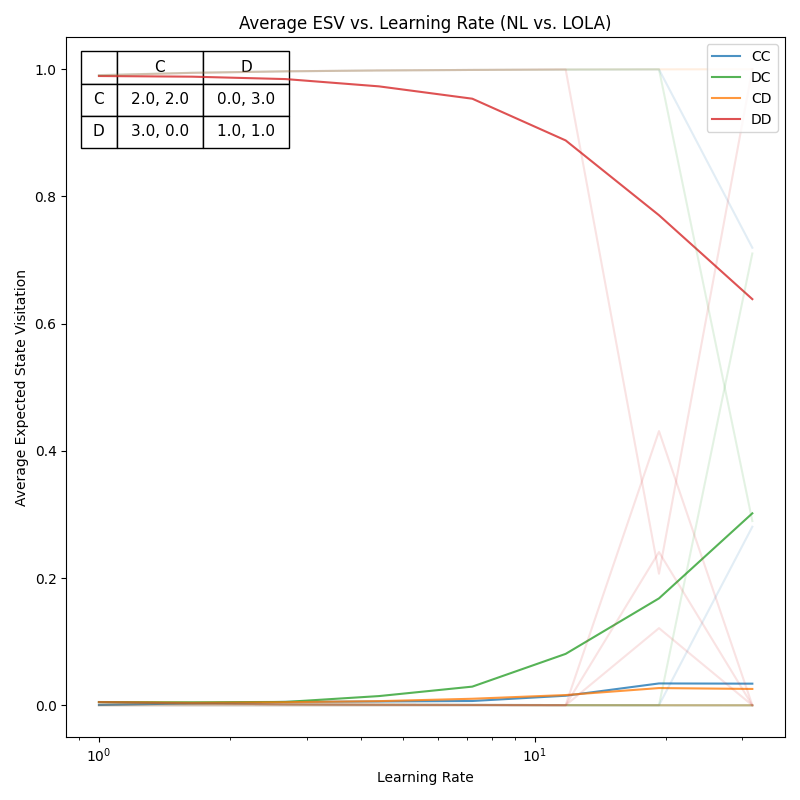 Average ESV vs. Learning Rate (NL vs. LOLA)
C D
C 2.0, 2.0 0.0, 3.0
D 3.0, 0.0 1.0, 1.0
CC
DC
CD
DD
Average Expected State Visitation
1.0
0.8
0.6
0.4
0.2
0.0
10⁰ 10¹
Learning Rate